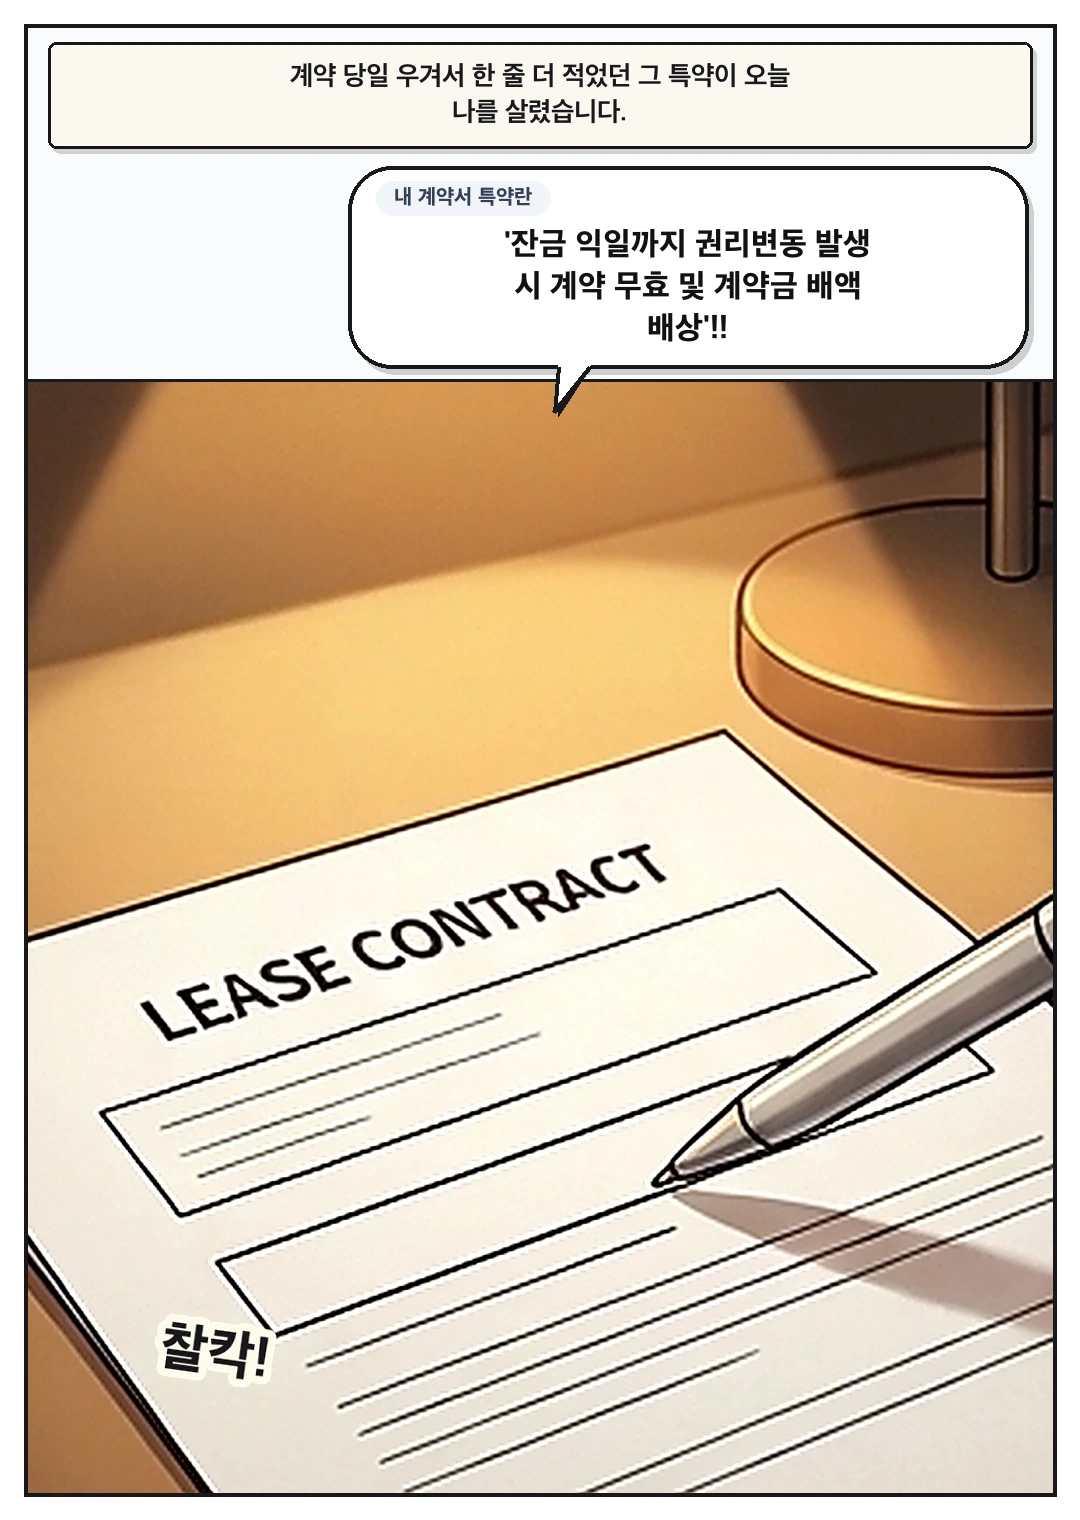 계약 당일 우겨서 한 줄 더 적었던 그 특약이 오늘
나를 살렸습니다.
내 계약서 특약란
'잔금 익일까지 권리변동 발생
시 계약 무효 및 계약금 배액
배상'!!
LEASE CONTRACT
찰칵!